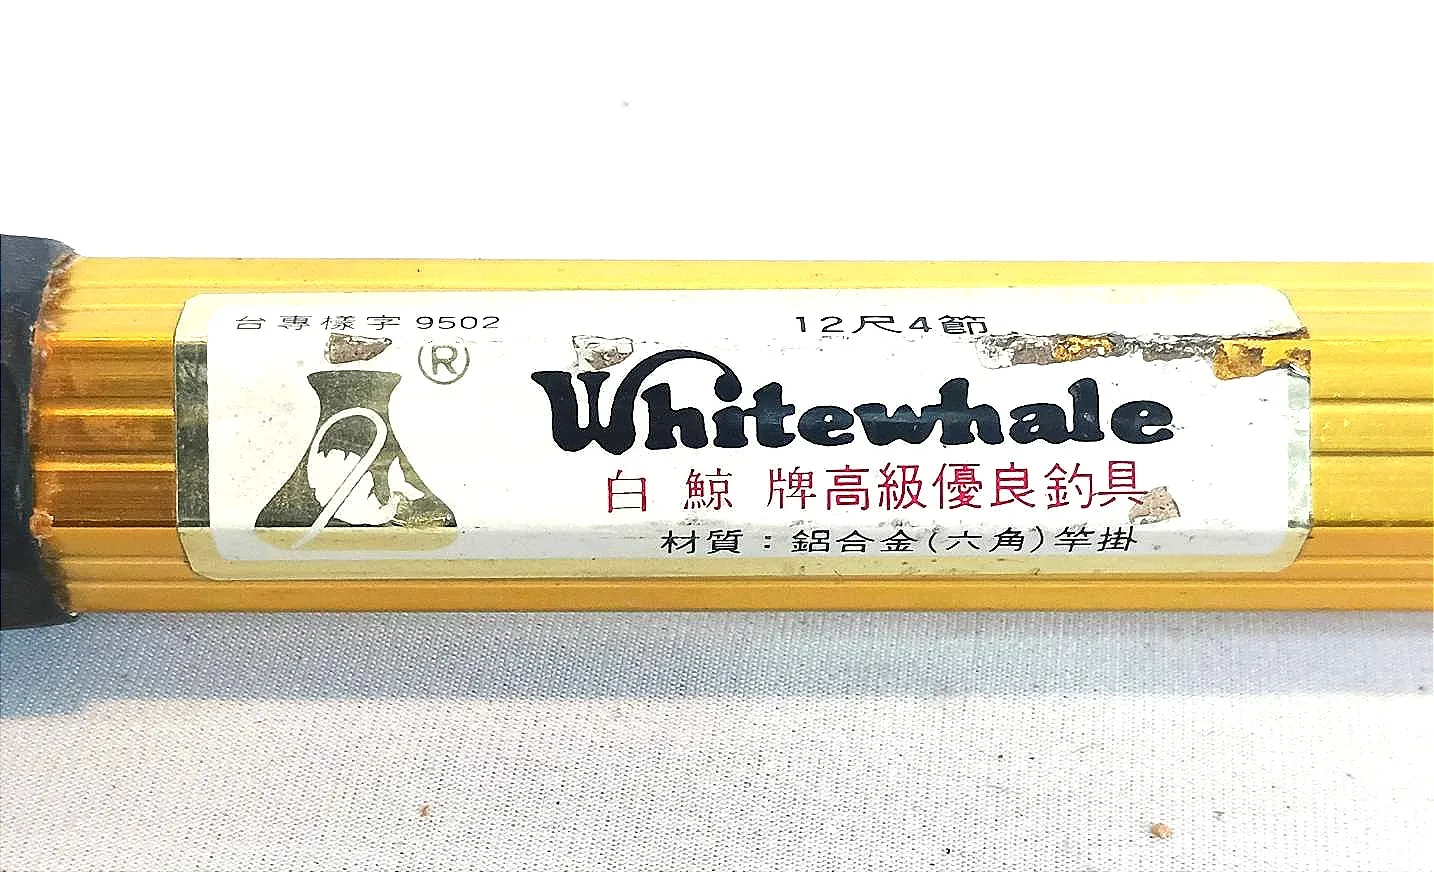 台專樣字 9502
12尺4節
®
Whitewhale
白鯨 牌高級優良釣具
材質：鋁合金(六角)竿掛